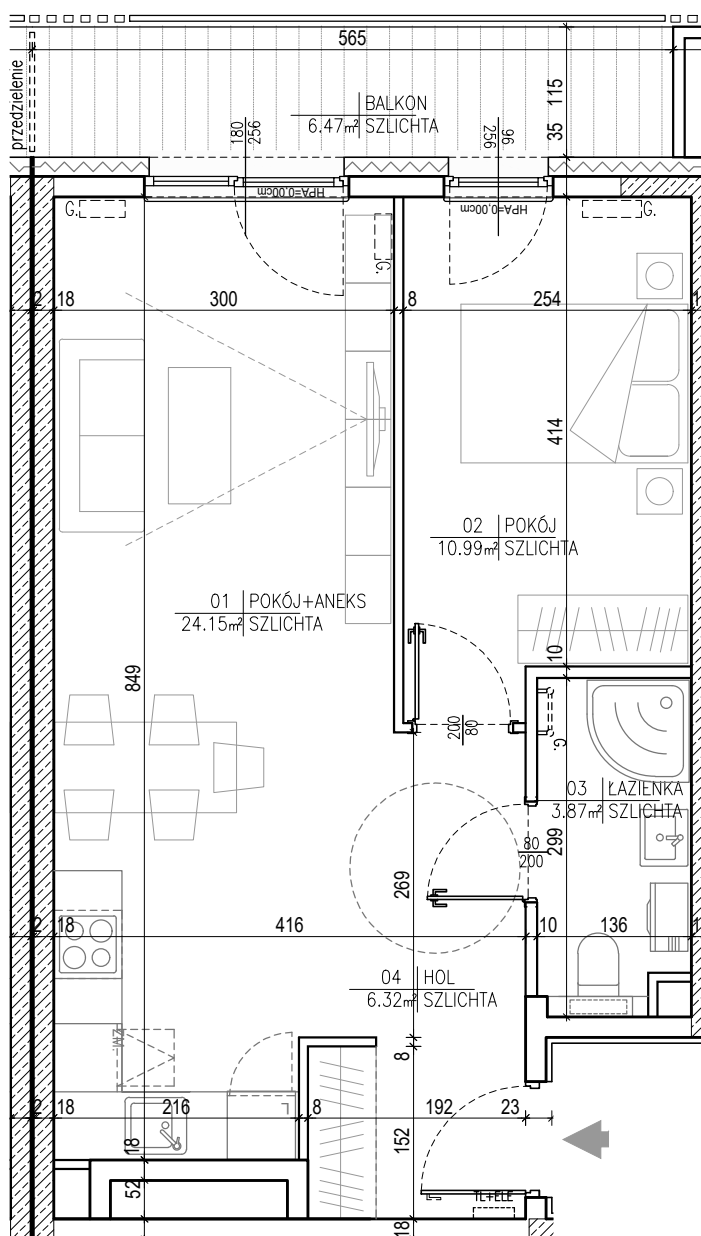 565
przedzielenie
BALKON
6.47m² SZLICHTA
115
35
180
256
96
256
HPA=0,00cm
HPA=0,00cm
G.
G.
G.
2
18
300
8
254
1
414
02 POKÓJ
10.99m² SZLICHTA
01 POKÓJ+ANEKS
24.15m² SZLICHTA
849
10
200
80
G.
03 ŁAZIENKA
3.87m² SZLICHTA
80
200
299
269
2
18
416
10
136
1
04 HOL
6.32m² SZLICHTA
ZM
8
2
18
216
8
192
23
152
18
52
TL+ELE
18